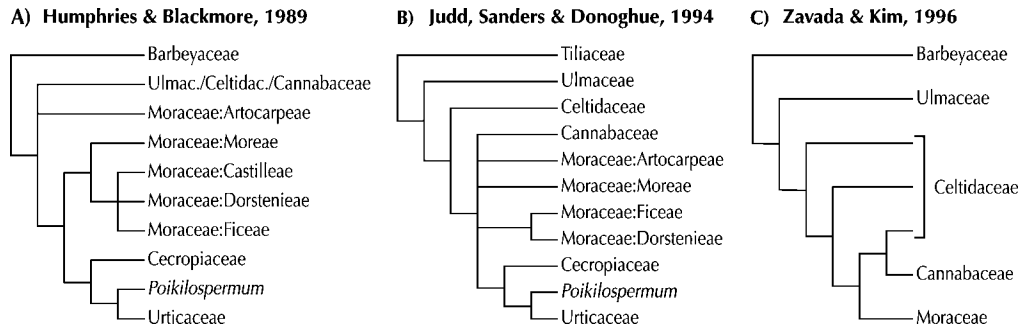 A) Humphries & Blackmore, 1989
Barbeyaceae
Ulmac./Celtidac./Cannabaceae
Moraceae:Artocarpeae
Moraceae:Moreae
Moraceae:Castilleae
Moraceae:Dorstenieae
Moraceae:Ficeae
Cecropiaceae
Poikilospermum
Urticaceae
B) Judd, Sanders & Donoghue, 1994
Tiliaceae
Ulmaceae
Celtidaceae
Cannabaceae
Moraceae:Artocarpeae
Moraceae:Moreae
Moraceae:Ficeae
Moraceae:Dorstenieae
Cecropiaceae
Poikilospermum
Urticaceae
C) Zavada & Kim, 1996
Barbeyaceae
Ulmaceae
Celtidaceae
Cannabaceae
Moraceae